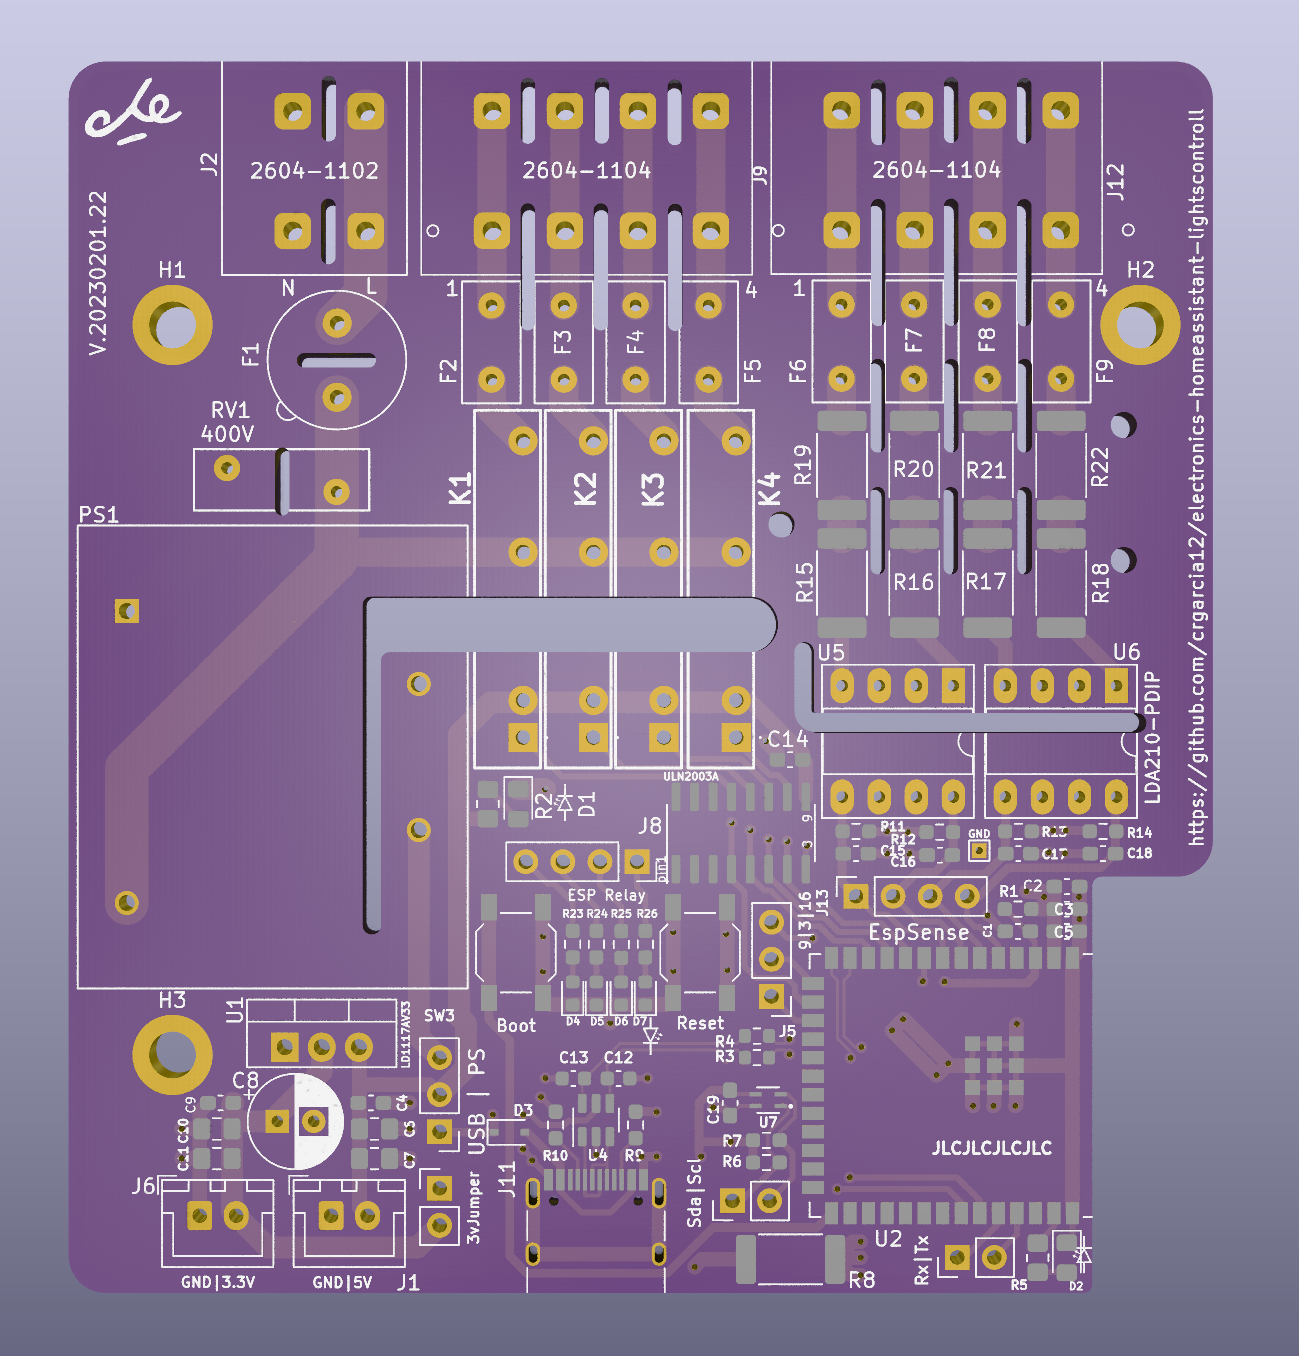 cle
J2
2604-1102
2604-1104
J9
2604-1104
J12
V.20230201.22
https://github.com/crgarcia12/electronics-homeassistant-lightscontroll
H1
N
L
1
4
1
4
H2
F1
F2
F3
F4
F5
F6
F7
F8
F9
RV1
400V
K1
K2
K3
K4
R19
R20
R21
R22
PS1
R15
R16
R17
R18
U5
U6
LDA210-PDIP
C14
ULN2003A
R2
D1
J8
9
pin1
R11
R12
C15
C16
GND
R13
R14
C17
C18
ESP Relay
R23
R24
R25
R26
9|3|16
J13
EspSense
R1
C2
C3
C1
C5
H3
U1
LD1117AV33
SW3
Boot
D4
D5
D6
D7
Reset
J5
R4
R3
USB | PS
C13
C12
C8
+
C9
C4
C10
C6
C11
C7
D3
C19
U7
R10
U4
R9
R7
R6
JLCJLCJLCJLC
J6
J11
3vJumper
Sda|Scl
GND|3.3V
GND|5V
J1
R8
U2
Rx|Tx
R5
D2